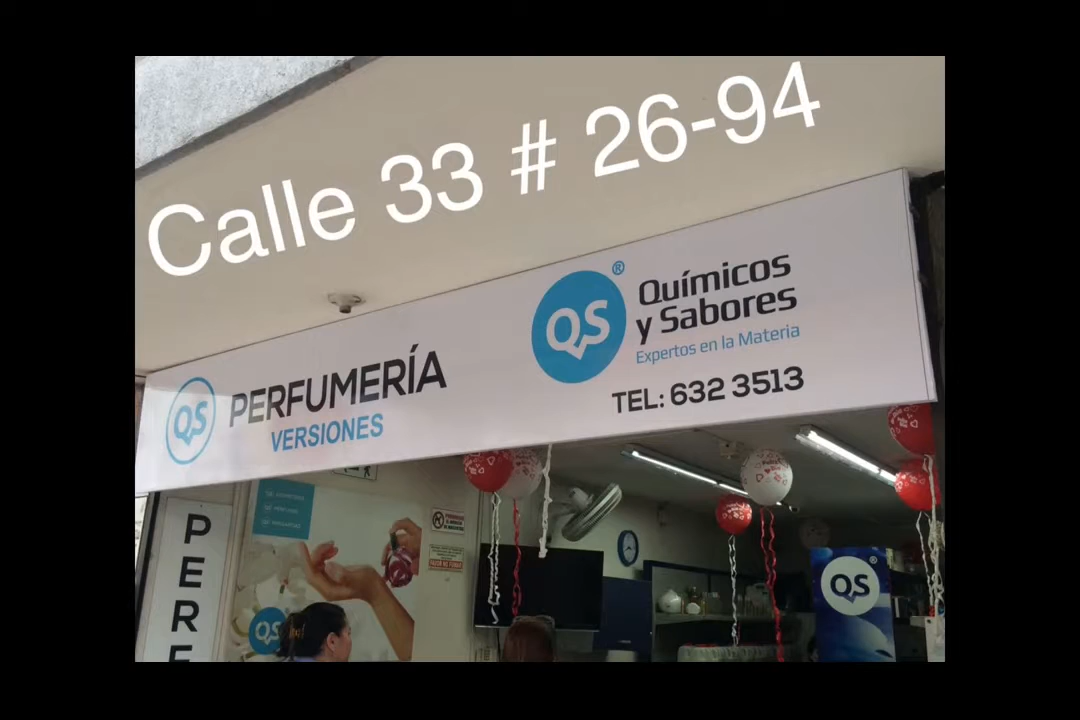 Calle 33 # 26-94
QS
PERFUMERÍA
VERSIONES
QS®
Químicos
y Sabores
Expertos en la Materia
TEL: 632 3513
PERF
QS
QS®